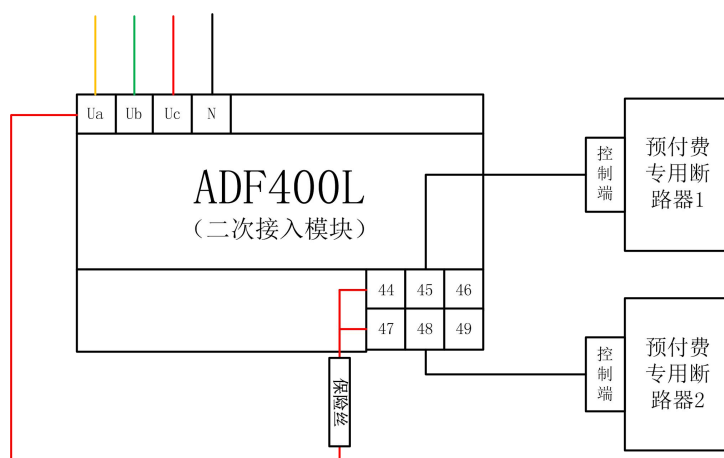 Ua Ub Uc N
ADF400L
(二次接入模块)
44 45 46
47 48 49
保险丝
控制端
预付费
专用断
路器1
控制端
预付费
专用断
路器2